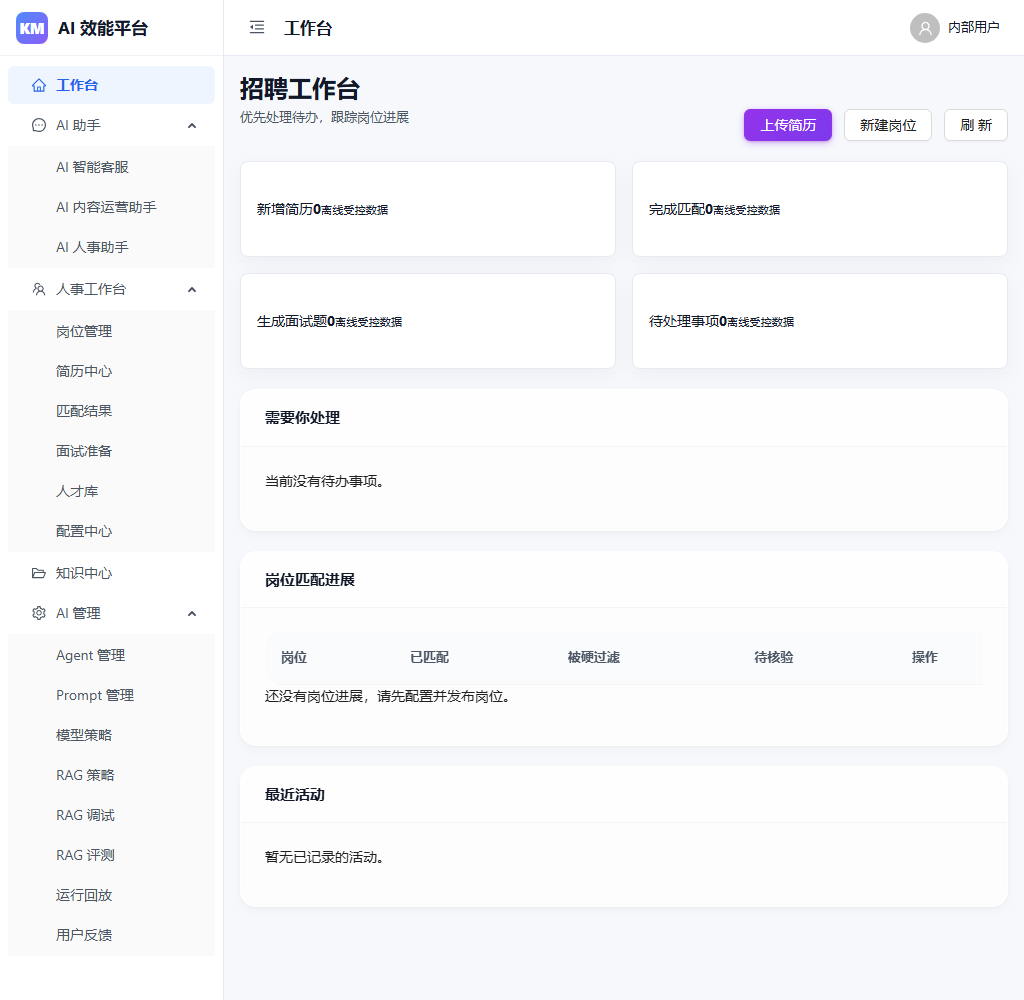 KM AI 效能平台
工作台
内部用户
工作台
AI 助手
AI 智能客服
AI 内容运营助手
AI 人事助手
人事工作台
岗位管理
简历中心
匹配结果
面试准备
人才库
配置中心
知识中心
AI 管理
Agent 管理
Prompt 管理
模型策略
RAG 策略
RAG 调试
RAG 评测
运行回放
用户反馈
招聘工作台
优先处理待办，跟踪岗位进展
上传简历 新建岗位 刷 新
新增简历0离线受控数据
完成匹配0离线受控数据
生成面试题0离线受控数据
待处理事项0离线受控数据
需要你处理
当前没有待办事项。
岗位匹配进展
岗位 已匹配 被硬过滤 待核验 操作
还没有岗位进展，请先配置并发布岗位。
最近活动
暂无已记录的活动。